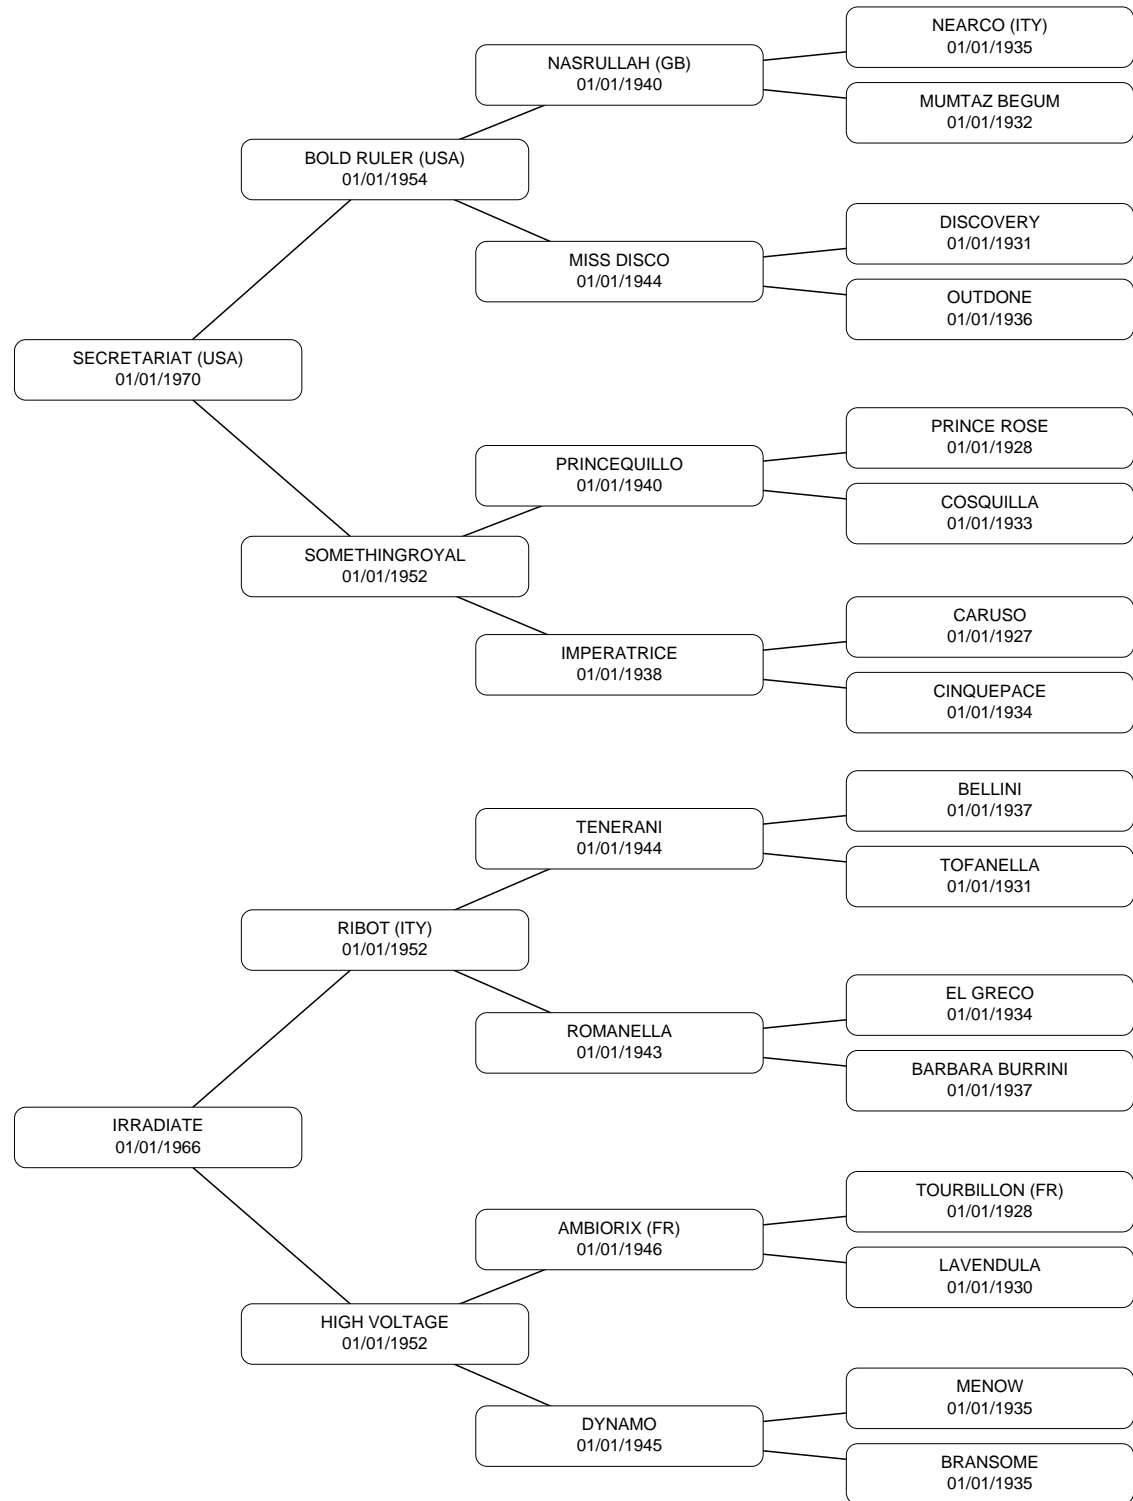 NEARCO (ITY)
01/01/1935
NASRULLAH (GB)
01/01/1940
MUMTAZ BEGUM
01/01/1932
BOLD RULER (USA)
01/01/1954
DISCOVERY
01/01/1931
MISS DISCO
01/01/1944
OUTDONE
01/01/1936
SECRETARIAT (USA)
01/01/1970
PRINCE ROSE
01/01/1928
PRINCEQUILLO
01/01/1940
COSQUILLA
01/01/1933
SOMETHINGROYAL
01/01/1952
CARUSO
01/01/1927
IMPERATRICE
01/01/1938
CINQUEPACE
01/01/1934
BELLINI
01/01/1937
TENERANI
01/01/1944
TOFANELLA
01/01/1931
RIBOT (ITY)
01/01/1952
EL GRECO
01/01/1934
ROMANELLA
01/01/1943
BARBARA BURRINI
01/01/1937
IRRADIATE
01/01/1966
TOURBILLON (FR)
01/01/1928
AMBIORIX (FR)
01/01/1946
LAVENDULA
01/01/1930
HIGH VOLTAGE
01/01/1952
MENOW
01/01/1935
DYNAMO
01/01/1945
BRANSOME
01/01/1935